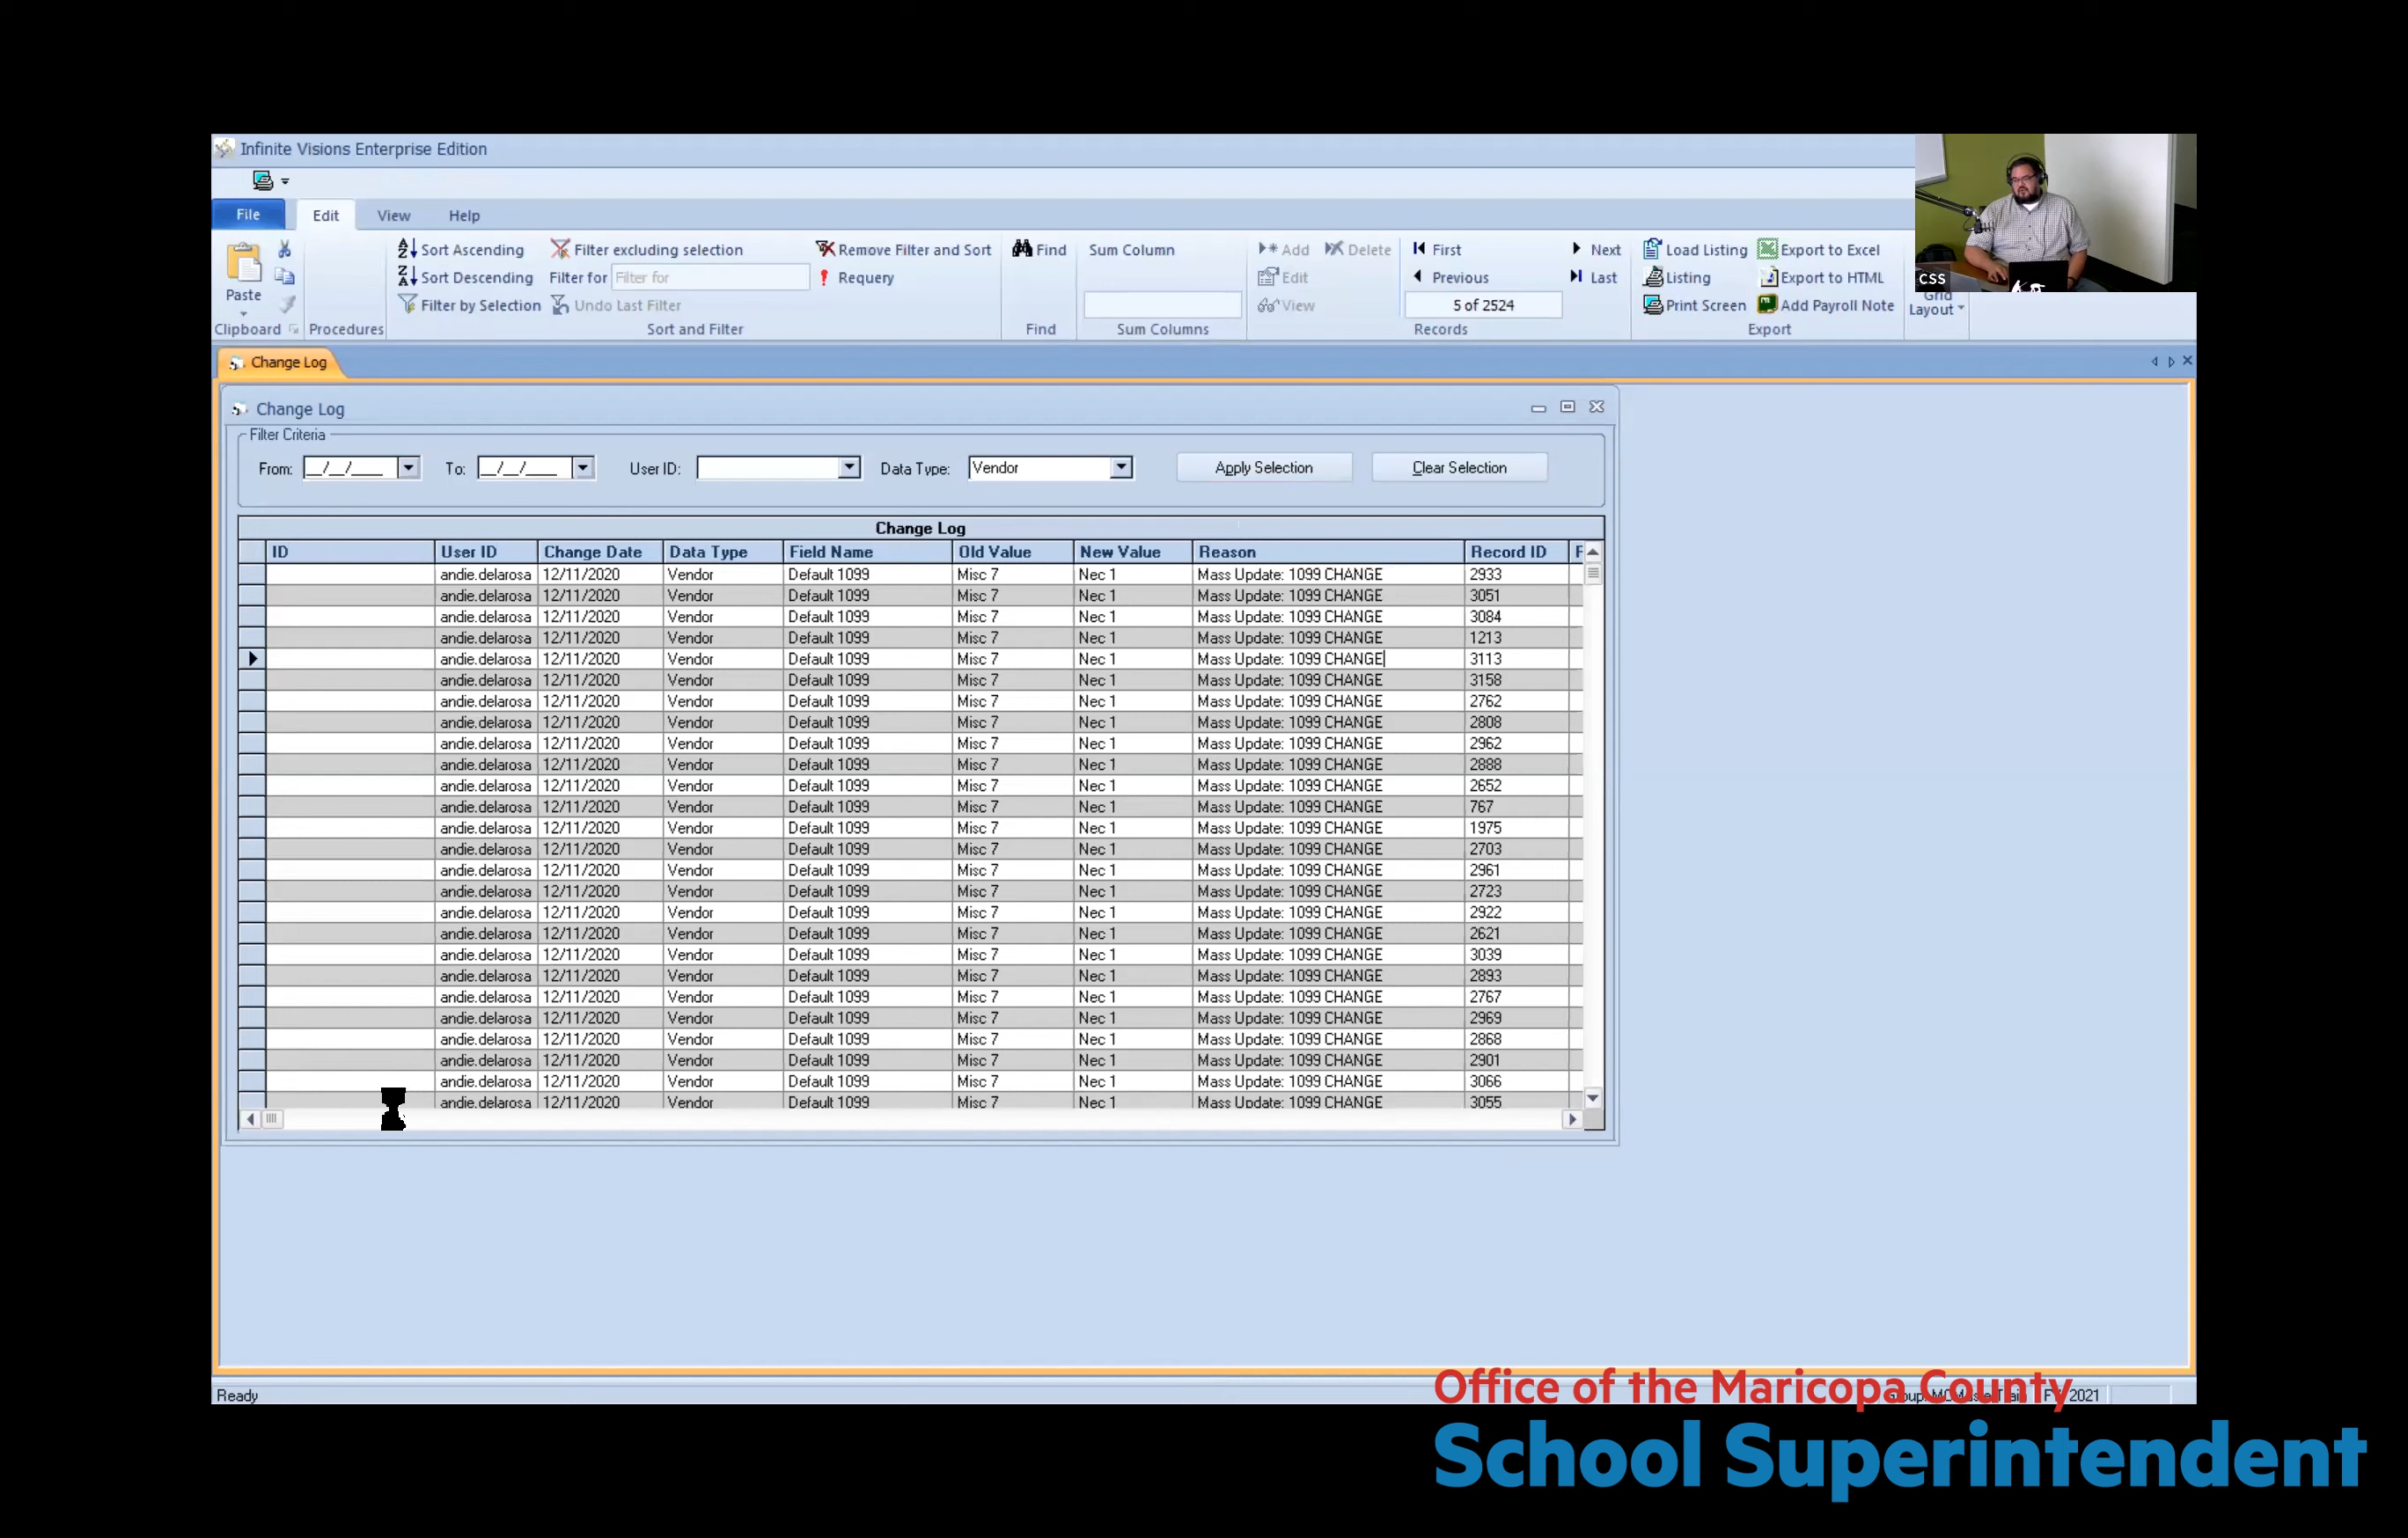 Infinite Visions Enterprise Edition
File Edit View Help
Paste
Clipboard
Procedures
Sort Ascending Filter excluding selection Remove Filter and Sort
Sort Descending Filter for Filter for Requery
Filter by Selection Undo Last Filter
Sort and Filter
Find
Find
Sum Column
Sum Columns
Add Delete
Edit
View
First Next
Previous Last
5 of 2524
Records
Load Listing Export to Excel
Listing Export to HTML
Print Screen Add Payroll Note
Export
Grid
Layout
CSS
Change Log
Change Log
Filter Criteria
From: __/__/____ To: __/__/____ User ID: Data Type: Vendor Apply Selection Clear Selection
Change Log
ID User ID Change Date Data Type Field Name Old Value New Value Reason Record ID F
andie.delarosa 12/11/2020 Vendor Default 1099 Misc 7 Nec 1 Mass Update: 1099 CHANGE 2933
andie.delarosa 12/11/2020 Vendor Default 1099 Misc 7 Nec 1 Mass Update: 1099 CHANGE 3051
andie.delarosa 12/11/2020 Vendor Default 1099 Misc 7 Nec 1 Mass Update: 1099 CHANGE 3084
andie.delarosa 12/11/2020 Vendor Default 1099 Misc 7 Nec 1 Mass Update: 1099 CHANGE 1213
andie.delarosa 12/11/2020 Vendor Default 1099 Misc 7 Nec 1 Mass Update: 1099 CHANGE 3113
andie.delarosa 12/11/2020 Vendor Default 1099 Misc 7 Nec 1 Mass Update: 1099 CHANGE 3158
andie.delarosa 12/11/2020 Vendor Default 1099 Misc 7 Nec 1 Mass Update: 1099 CHANGE 2762
andie.delarosa 12/11/2020 Vendor Default 1099 Misc 7 Nec 1 Mass Update: 1099 CHANGE 2808
andie.delarosa 12/11/2020 Vendor Default 1099 Misc 7 Nec 1 Mass Update: 1099 CHANGE 2962
andie.delarosa 12/11/2020 Vendor Default 1099 Misc 7 Nec 1 Mass Update: 1099 CHANGE 2888
andie.delarosa 12/11/2020 Vendor Default 1099 Misc 7 Nec 1 Mass Update: 1099 CHANGE 2652
andie.delarosa 12/11/2020 Vendor Default 1099 Misc 7 Nec 1 Mass Update: 1099 CHANGE 767
andie.delarosa 12/11/2020 Vendor Default 1099 Misc 7 Nec 1 Mass Update: 1099 CHANGE 1975
andie.delarosa 12/11/2020 Vendor Default 1099 Misc 7 Nec 1 Mass Update: 1099 CHANGE 2703
andie.delarosa 12/11/2020 Vendor Default 1099 Misc 7 Nec 1 Mass Update: 1099 CHANGE 2961
andie.delarosa 12/11/2020 Vendor Default 1099 Misc 7 Nec 1 Mass Update: 1099 CHANGE 2723
andie.delarosa 12/11/2020 Vendor Default 1099 Misc 7 Nec 1 Mass Update: 1099 CHANGE 2922
andie.delarosa 12/11/2020 Vendor Default 1099 Misc 7 Nec 1 Mass Update: 1099 CHANGE 2621
andie.delarosa 12/11/2020 Vendor Default 1099 Misc 7 Nec 1 Mass Update: 1099 CHANGE 3039
andie.delarosa 12/11/2020 Vendor Default 1099 Misc 7 Nec 1 Mass Update: 1099 CHANGE 2893
andie.delarosa 12/11/2020 Vendor Default 1099 Misc 7 Nec 1 Mass Update: 1099 CHANGE 2767
andie.delarosa 12/11/2020 Vendor Default 1099 Misc 7 Nec 1 Mass Update: 1099 CHANGE 2969
andie.delarosa 12/11/2020 Vendor Default 1099 Misc 7 Nec 1 Mass Update: 1099 CHANGE 2868
andie.delarosa 12/11/2020 Vendor Default 1099 Misc 7 Nec 1 Mass Update: 1099 CHANGE 2901
andie.delarosa 12/11/2020 Vendor Default 1099 Misc 7 Nec 1 Mass Update: 1099 CHANGE 3066
andie.delarosa 12/11/2020 Vendor Default 1099 Misc 7 Nec 1 Mass Update: 1099 CHANGE 3055
Ready
2021
Office of the Maricopa County
School Superintendent